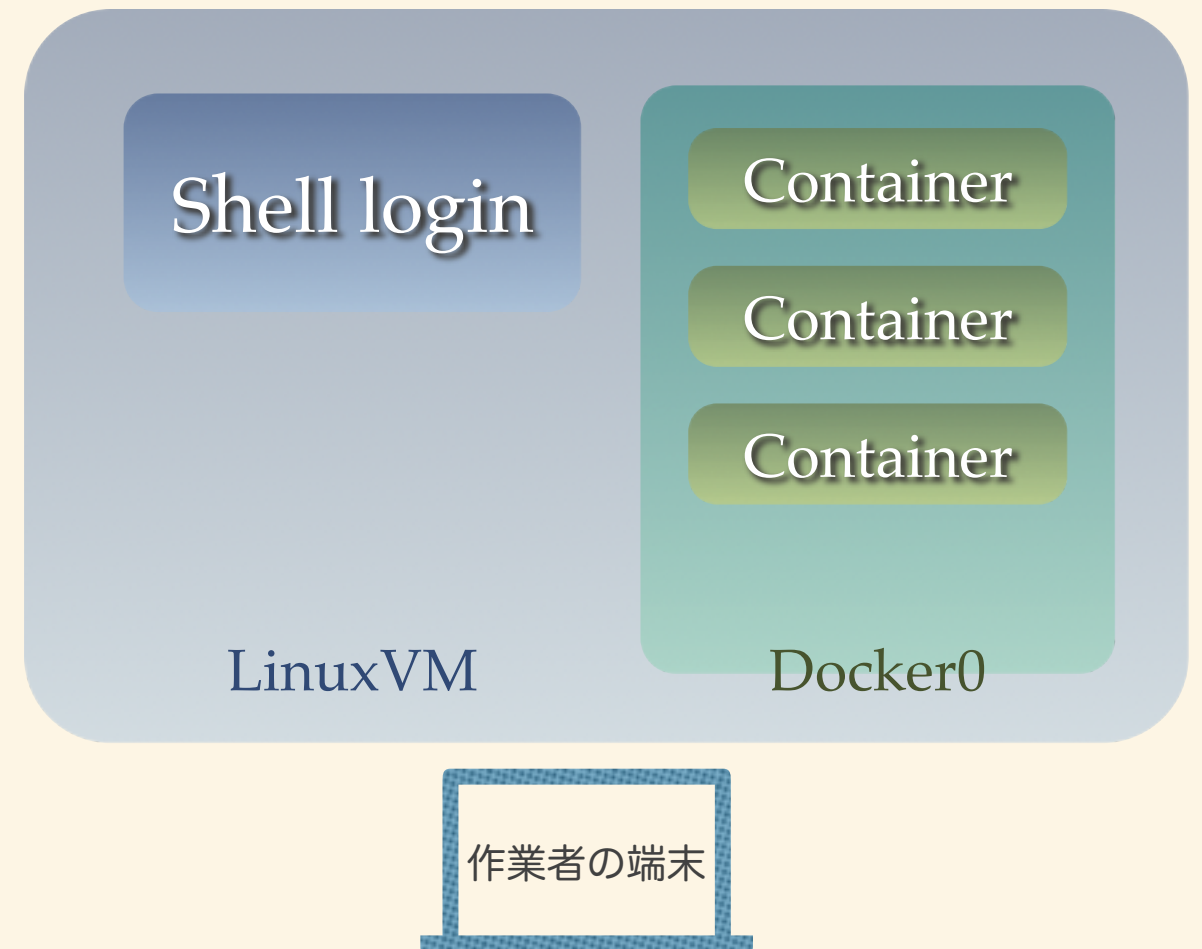 Shell login
Container
Container
Container
LinuxVM
Docker0
作業者の端末